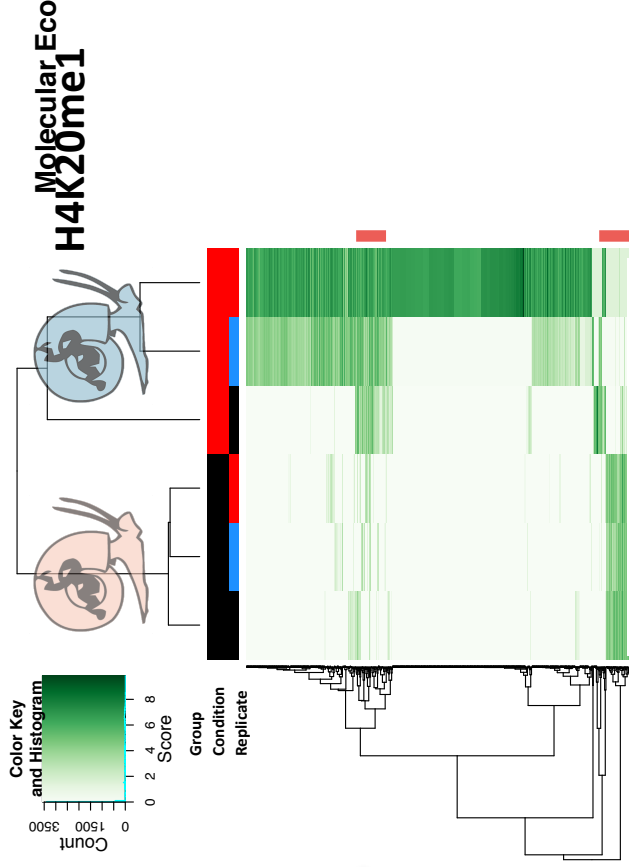 Molecular Eco
H4K20me1
Color Key
and Histogram
Count
0 1500 3500
0 2 4 6 8
Score
Group
Condition
Replicate